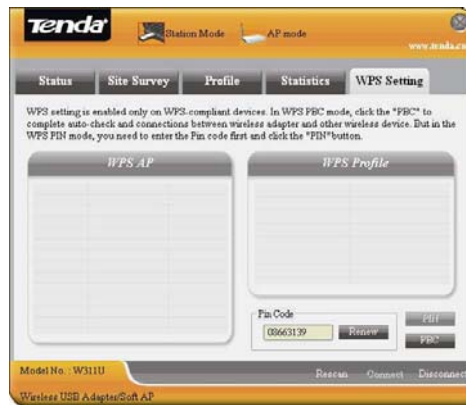 Tenda
Station Mode AP mode
www.tenda.cn
Status Site Survey Profile Statistics WPS Setting
WPS setting is enabled only on WPS-compliant devices. In WPS PBC mode, click the "PBC" to
complete auto-check and connections between wireless adapter and other wireless device. But in the
WPS PIN mode, you need to enter the Pin code first and click the "PIN"button.
WPS AP WPS Profile
Pin Code
08663139 Renew PIN
PBC
Model No. : W311U Rescan Connect Disconnect
Wireless USB Adapter/Soft AP